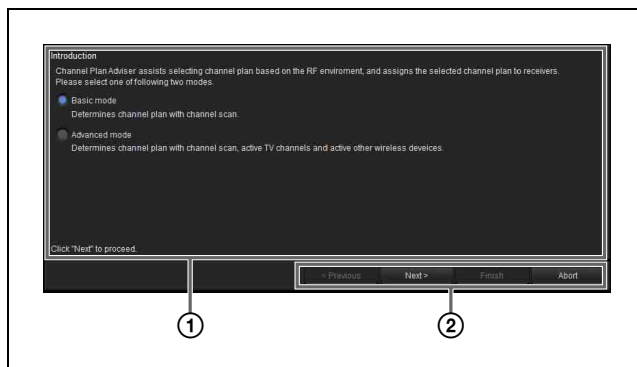 Introduction
Channel Plan Adviser assists selecting channel plan based on the RF enviroment, and assigns the selected channel plan to receivers.
Please select one of following two modes.
Basic mode
Determines channel plan with channel scan.
Advanced mode
Determines channel plan with channel scan, active TV channels and active other wireless deveices.
Click "Next" to proceed.
< Previous Next > Finish Abort
① ②